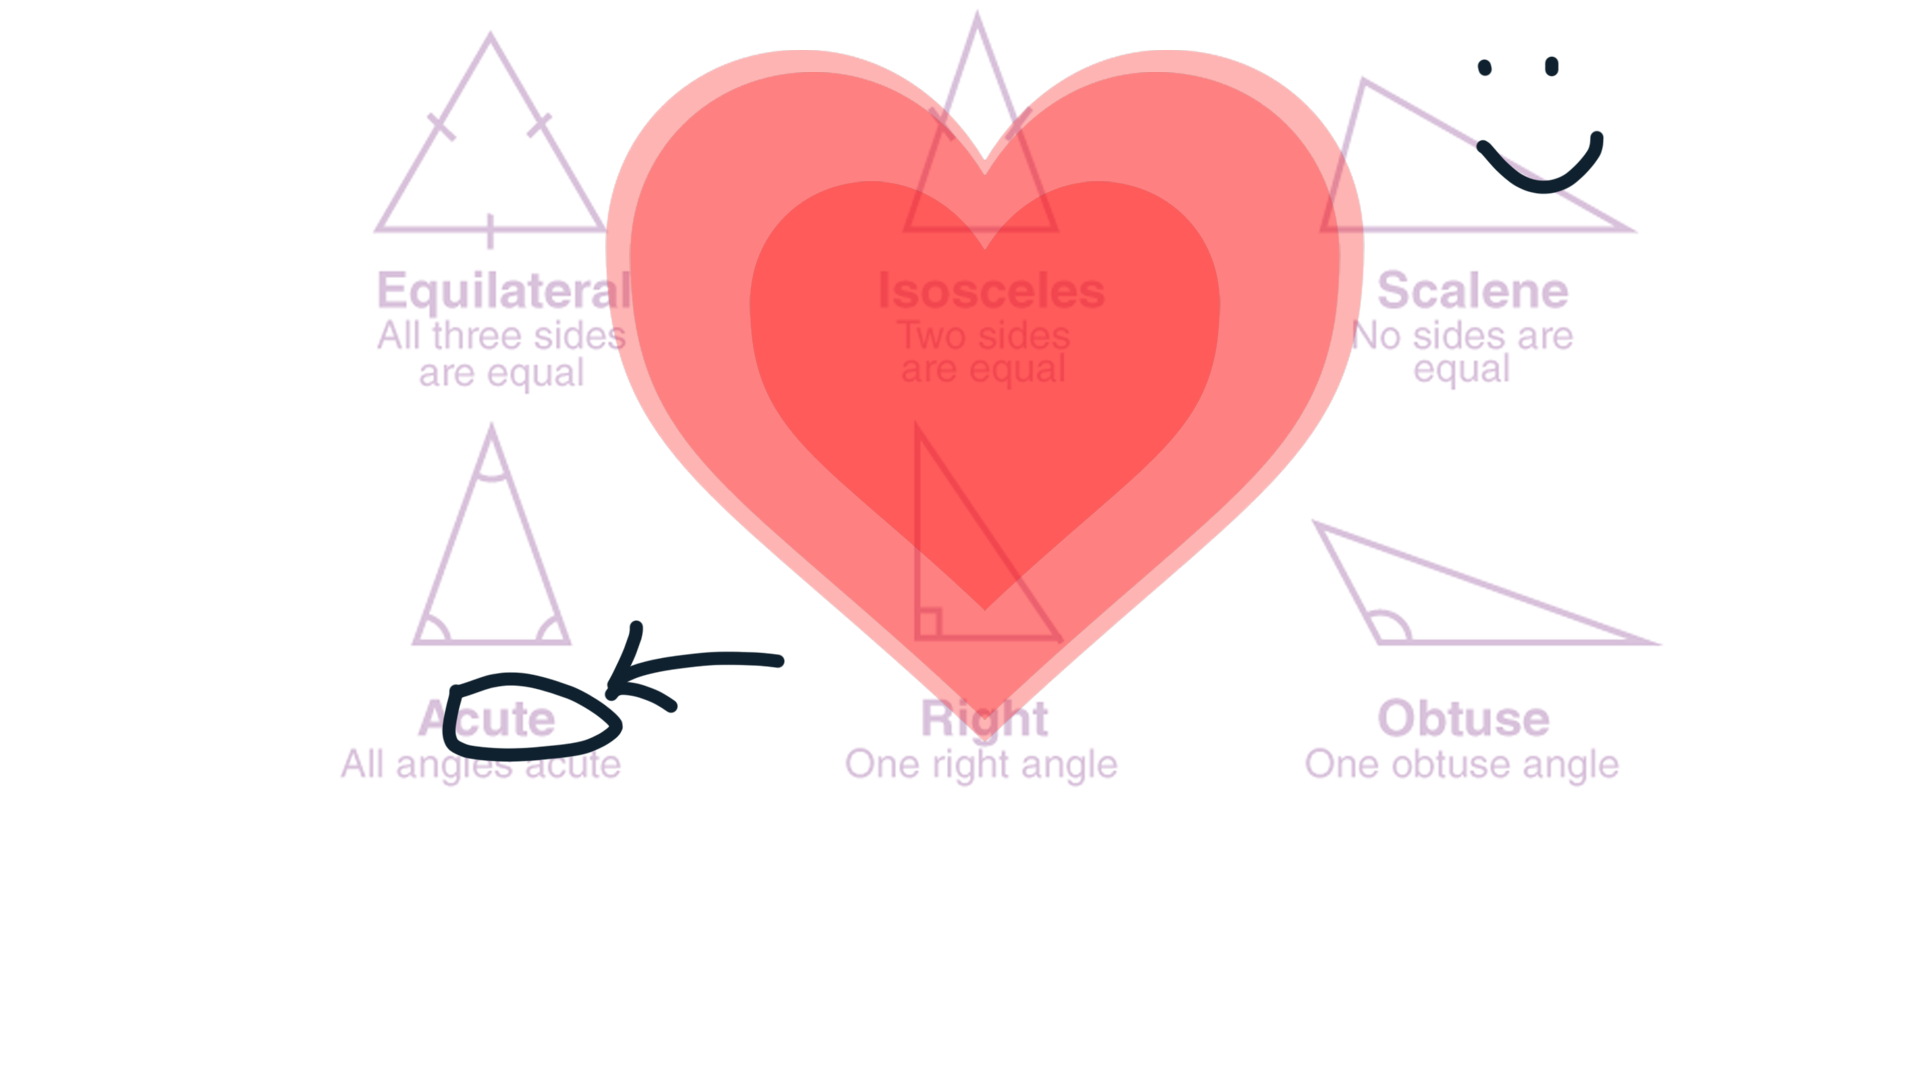 Equilateral
All three sides
are equal
Isosceles
Two sides
are equal
Scalene
No sides are
equal
Acute
All angles acute
Right
One right angle
Obtuse
One obtuse angle